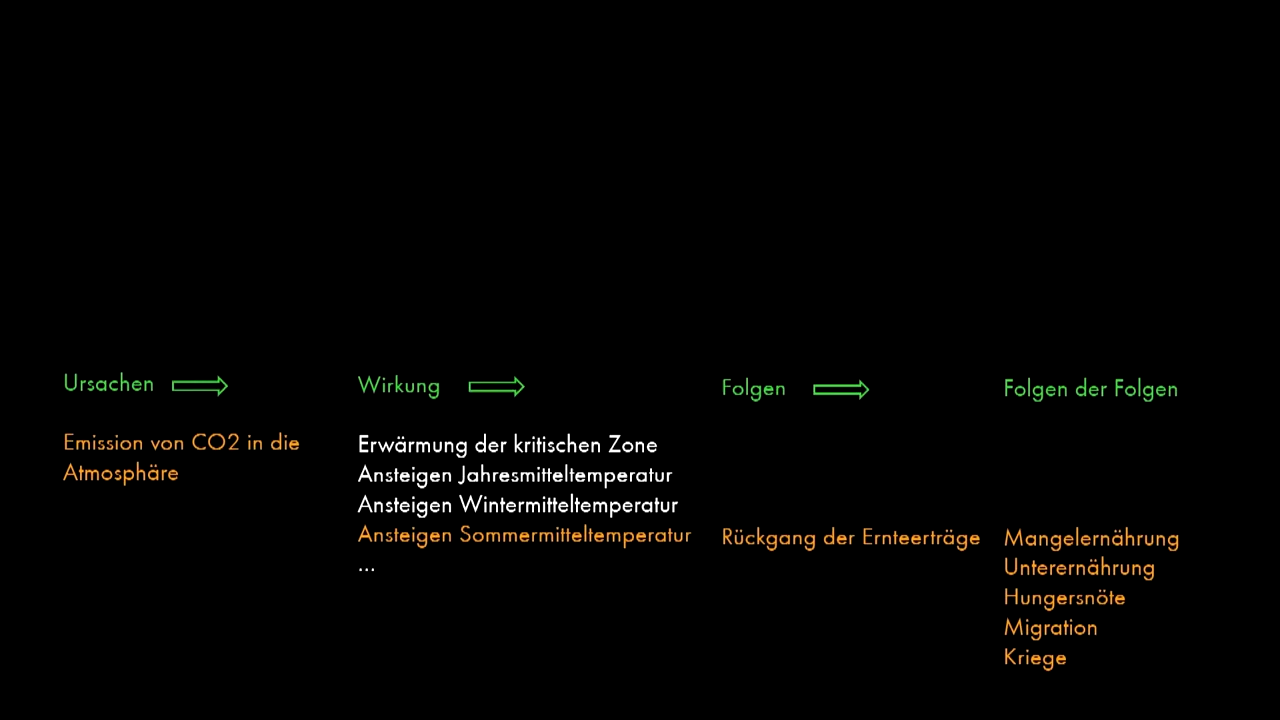 Ursachen
Wirkung
Folgen
Folgen der Folgen
Emission von CO2 in die
Atmosphäre
Erwärmung der kritischen Zone
Ansteigen Jahresmitteltemperatur
Ansteigen Wintermitteltemperatur
Ansteigen Sommermitteltemperatur
...
Rückgang der Ernteerträge
Mangelernährung
Unterernährung
Hungersnöte
Migration
Kriege